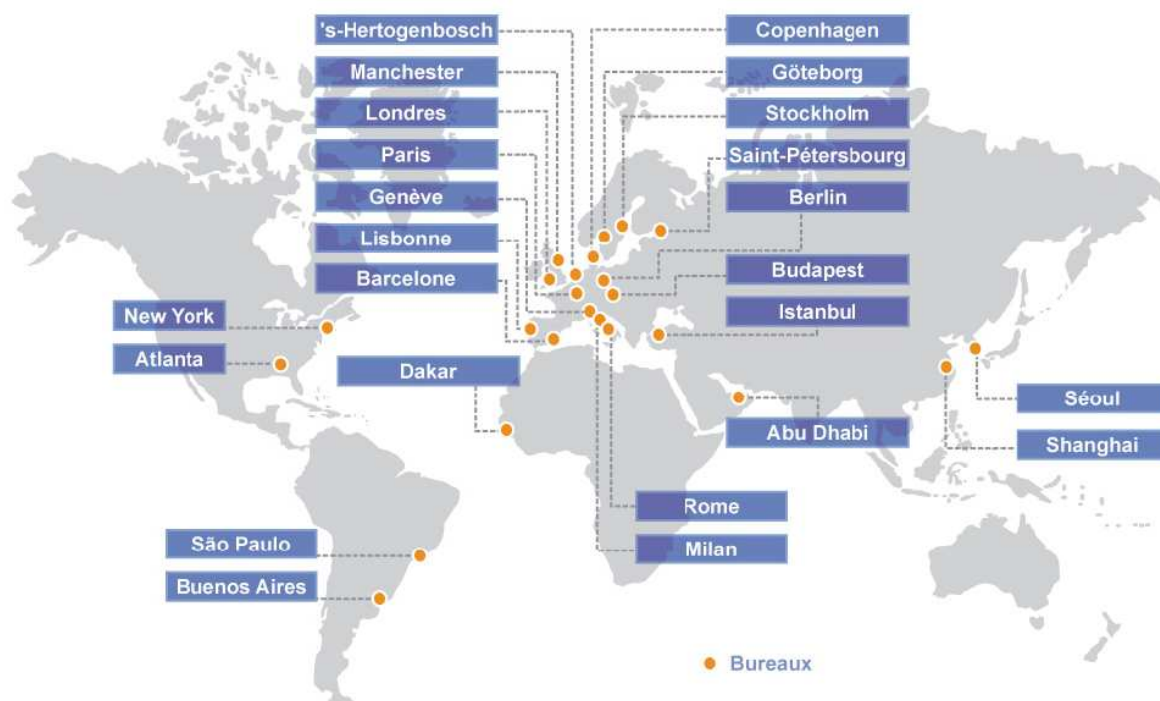 's-Hertogenbosch
Manchester
Londres
Paris
Genève
Lisbonne
Barcelone
Copenhagen
Göteborg
Stockholm
Saint-Pétersbourg
Berlin
Budapest
Istanbul
New York
Atlanta
Dakar
Abu Dhabi
Séoul
Shanghai
Rome
Milan
São Paulo
Buenos Aires
Bureaux